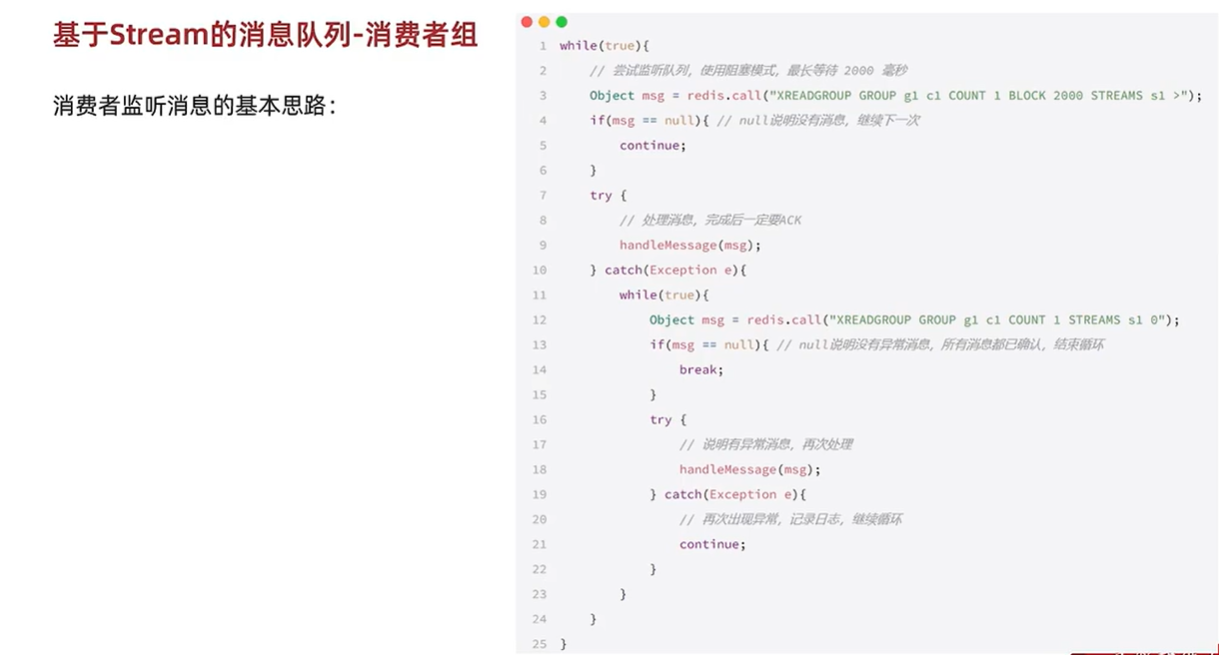 基于Stream的消息队列-消费者组
消费者监听消息的基本思路：
1 while(true){
2 // 尝试监听队列，使用阻塞模式，最长等待 2000 毫秒
3 Object msg = redis.call("XREADGROUP GROUP g1 c1 COUNT 1 BLOCK 2000 STREAMS s1 >");
4 if(msg == null){ // null说明没有消息，继续下一次
5 continue;
6 }
7 try {
8 // 处理消息，完成后一定要ACK
9 handleMessage(msg);
10 } catch(Exception e){
11 while(true){
12 Object msg = redis.call("XREADGROUP GROUP g1 c1 COUNT 1 STREAMS s1 0");
13 if(msg == null){ // null说明没有异常消息，所有消息都已确认，结束循环
14 break;
15 }
16 try {
17 // 说明有异常消息，再次处理
18 handleMessage(msg);
19 } catch(Exception e){
20 // 再次出现异常，记录日志，继续循环
21 continue;
22 }
23 }
24 }
25 }